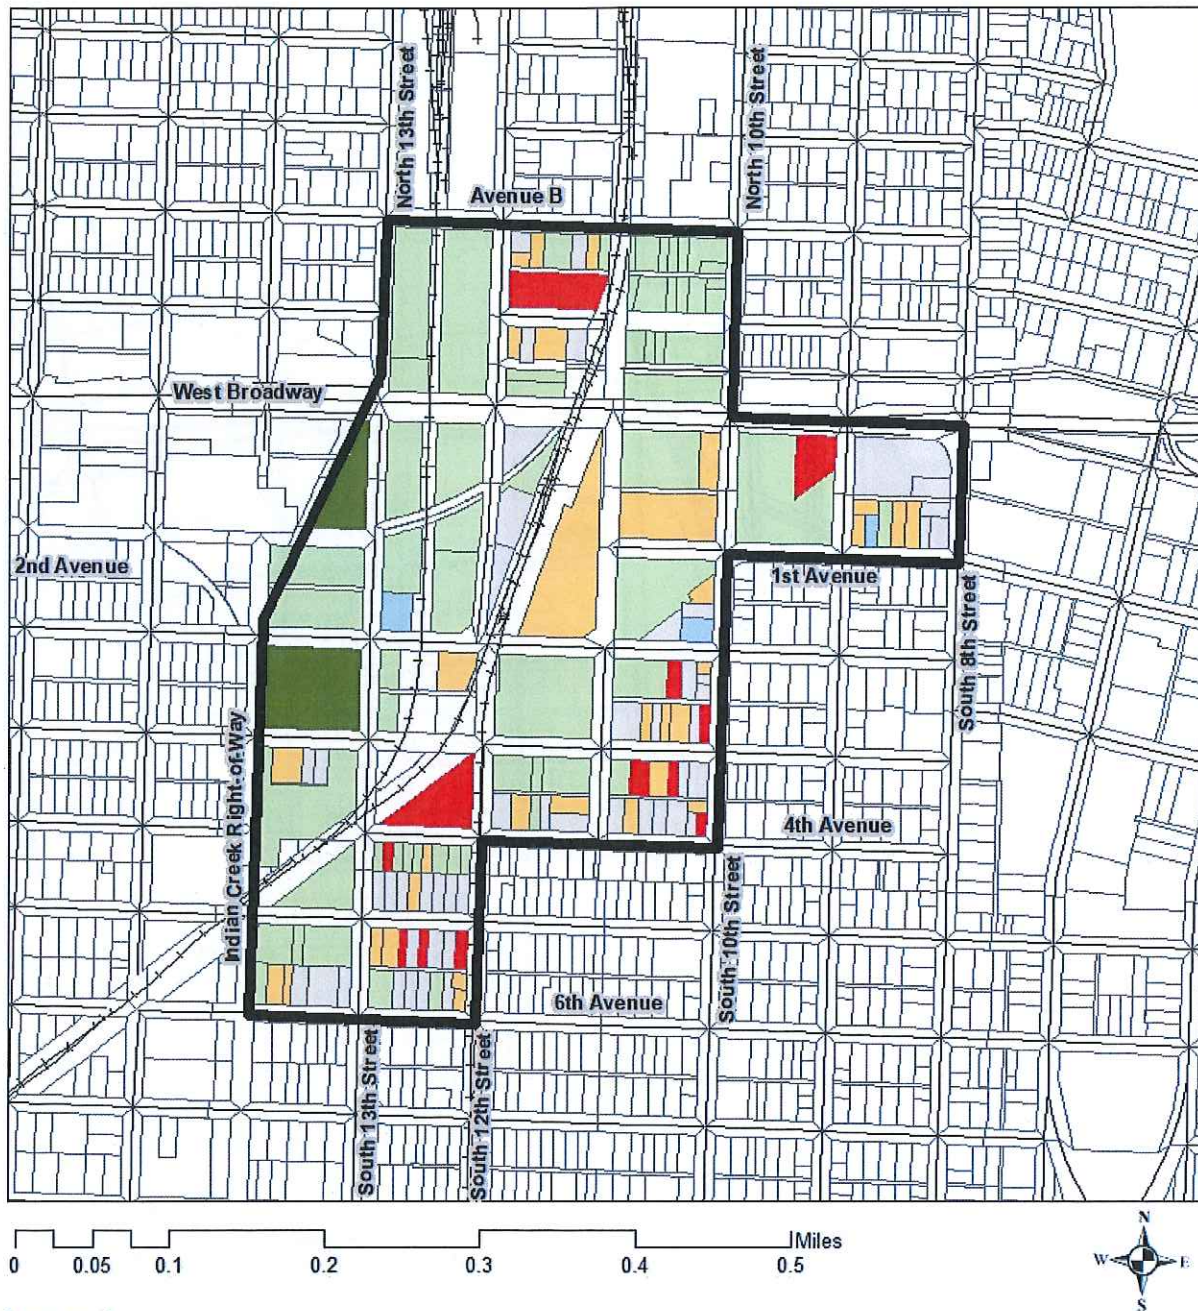 North 13th Street
North 10th Street
Avenue B
West Broadway
2nd Avenue
1st Avenue
South 8th Street
Indian Creek Right-of-Way
4th Avenue
South 10th Street
6th Avenue
South 13th Street
South 12th Street
0 0.05 0.1 0.2 0.3 0.4 0.5 Miles
N
W E
S